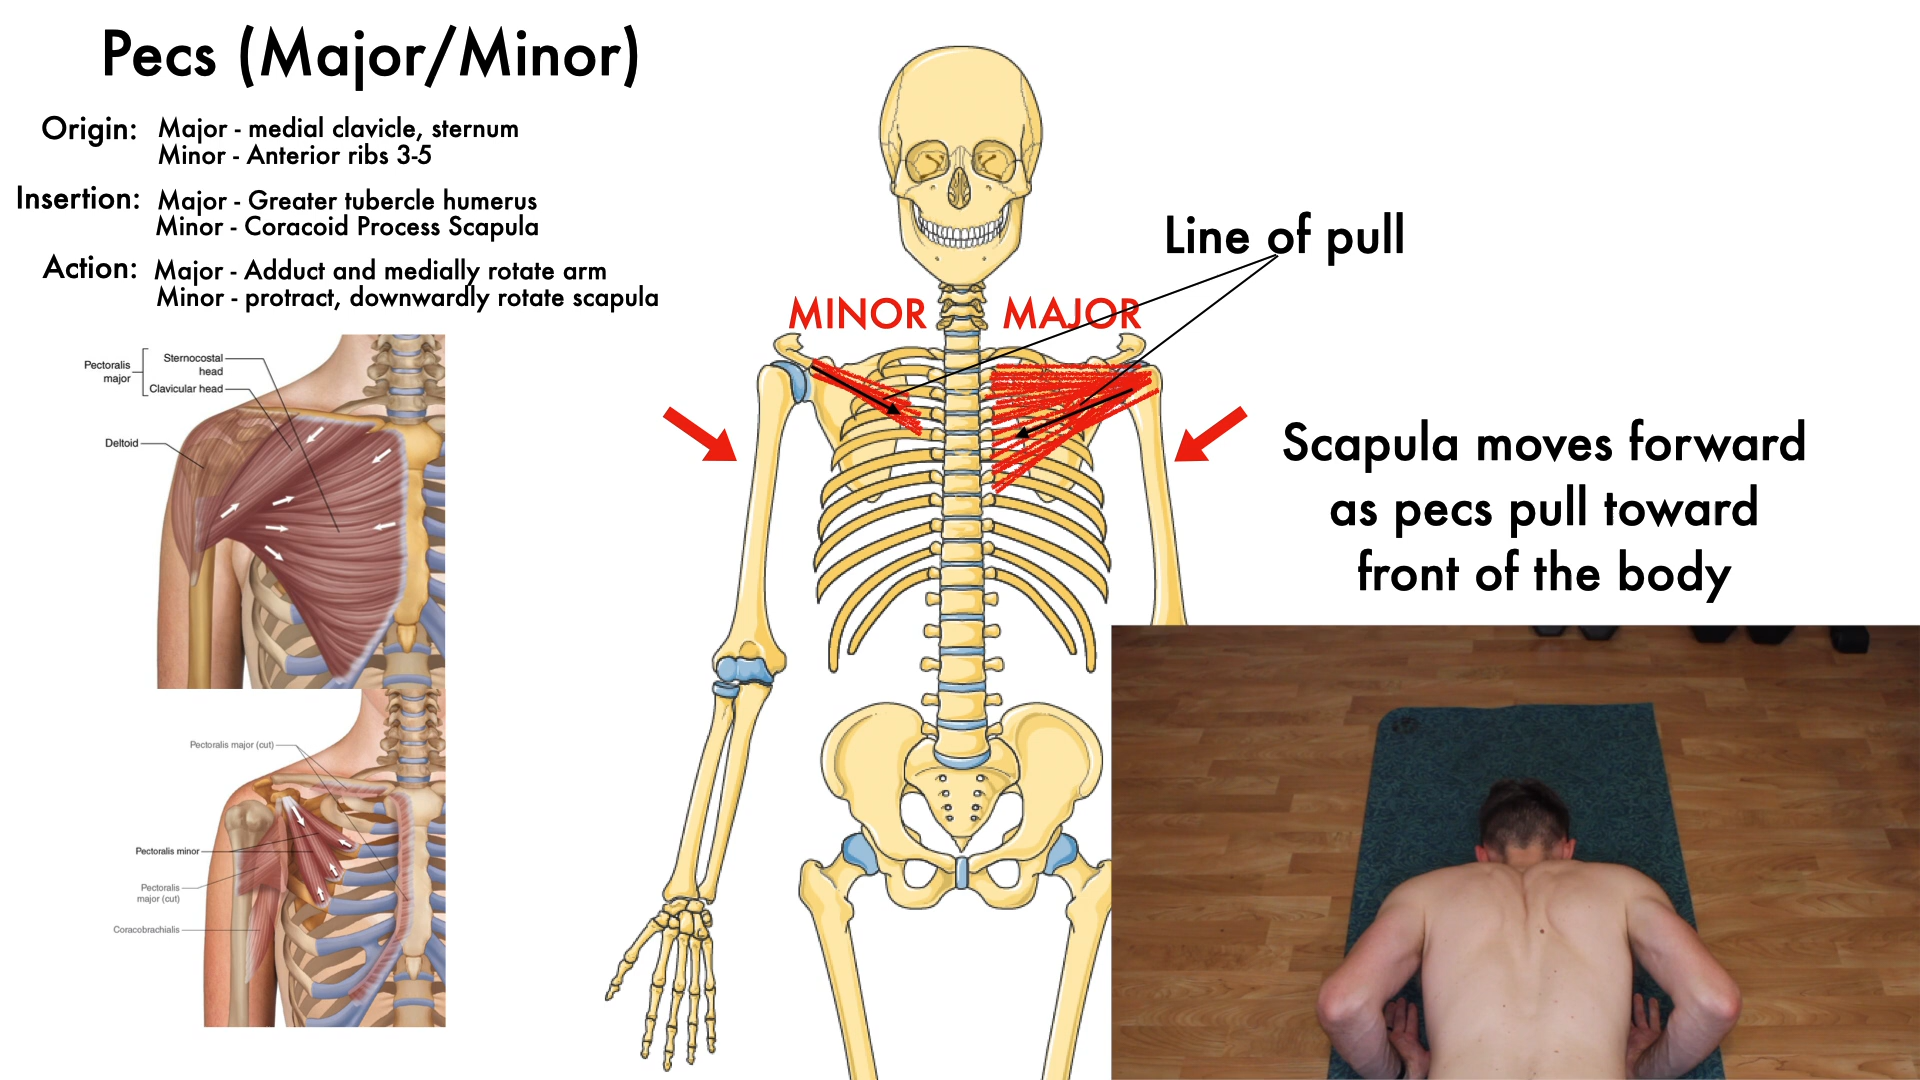 Pecs (Major/Minor)
Origin: Major - medial clavicle, sternum
Minor - Anterior ribs 3-5
Insertion: Major - Greater tubercle humerus
Minor - Coracoid Process Scapula
Action: Major - Adduct and medially rotate arm
Minor - protract, downwardly rotate scapula
Pectoralis
major
Sternocostal
head
Clavicular head
Deltoid
Pectoralis major (cut)
Pectoralis minor
Pectoralis
major (cut)
Coracobrachialis
Line of pull
MINOR MAJOR
Scapula moves forward
as pecs pull toward
front of the body